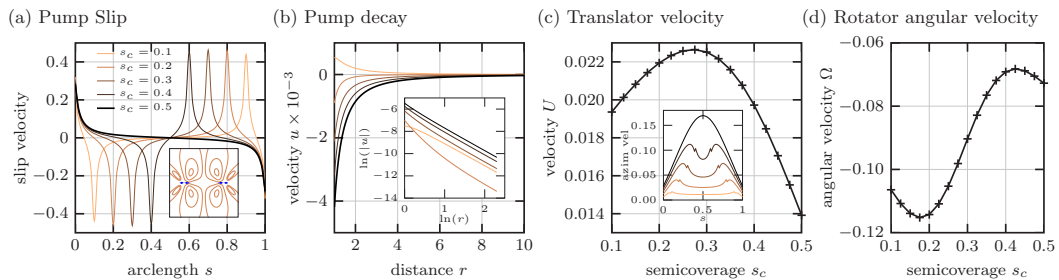 (a) Pump Slip
(b) Pump decay
(c) Translator velocity
(d) Rotator angular velocity
slip velocity
0.4
0.2
0
−0.2
−0.4
s_c = 0.1
s_c = 0.2
s_c = 0.3
s_c = 0.4
s_c = 0.5
0 0.2 0.4 0.6 0.8 1
arclength s
velocity u × 10⁻³
0
−2
−4
ln(|u|)
−6
−8
−10
−12
−14
0 1 2
ln(r)
2 4 6 8 10
distance r
velocity U
0.022
0.020
0.018
0.016
0.014
azim vel
0.15
0.10
0.05
0.00
0 0.5 1
s
0.1 0.2 0.3 0.4 0.5
semicoverage s_c
angular velocity Ω
−0.06
−0.08
−0.10
−0.12
0.1 0.2 0.3 0.4 0.5
semicoverage s_c